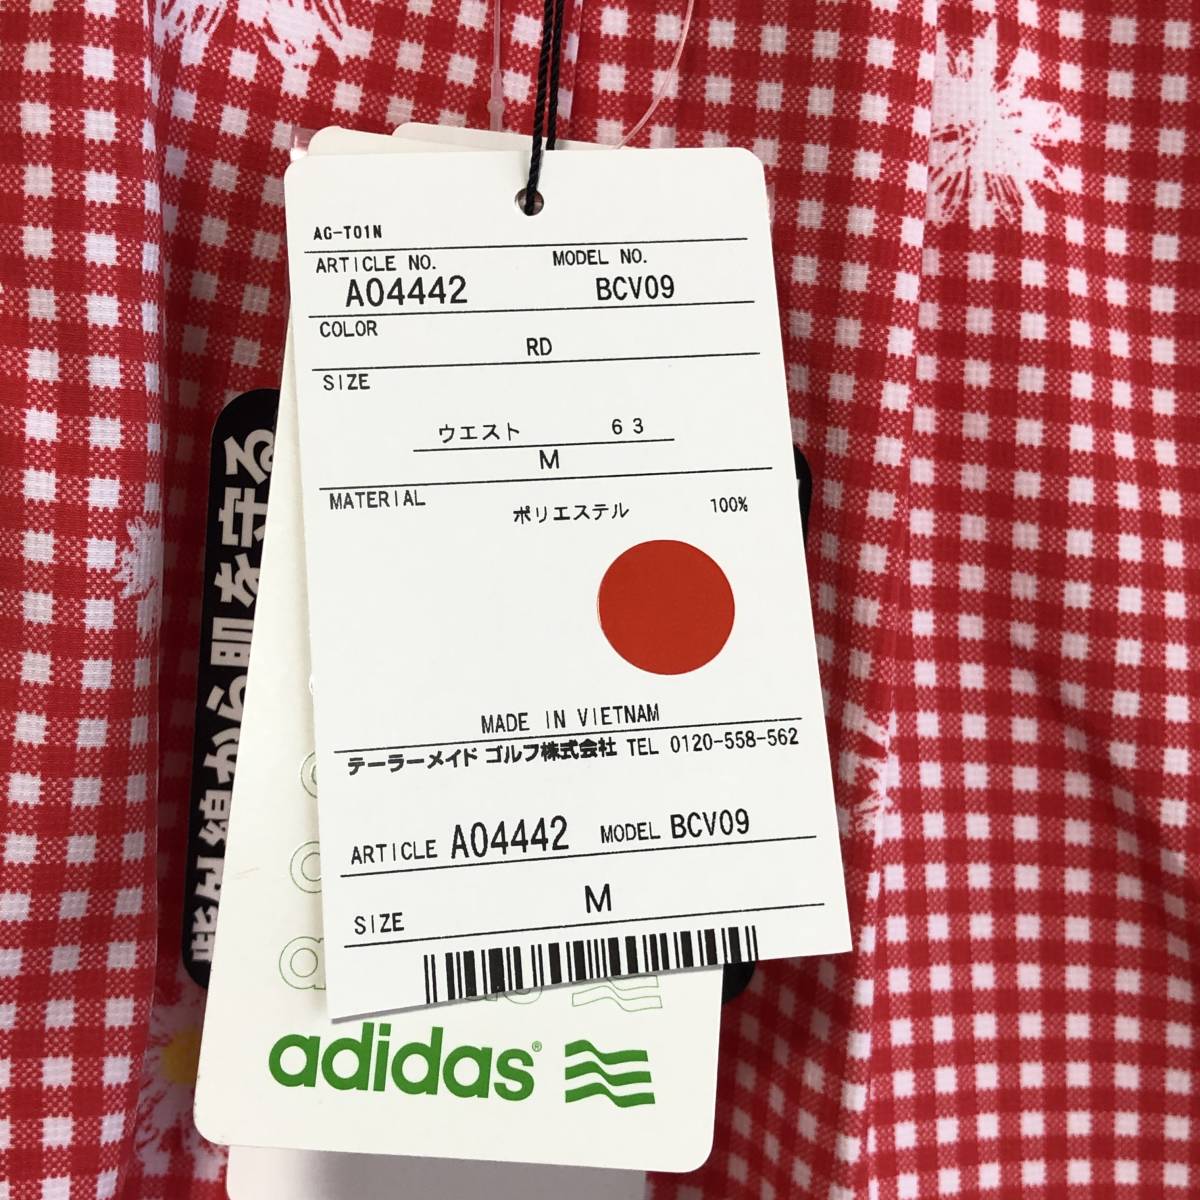 AG-T01N
ARTICLE NO. MODEL NO.
A04442 BCV09
COLOR
RD
SIZE
ウエスト 63
M
MATERIAL
ポリエステル 100%
MADE IN VIETNAM
テーラーメイド ゴルフ株式会社 TEL 0120-558-562
ARTICLE A04442 MODEL BCV09
SIZE M
adidas®
から肌を守る